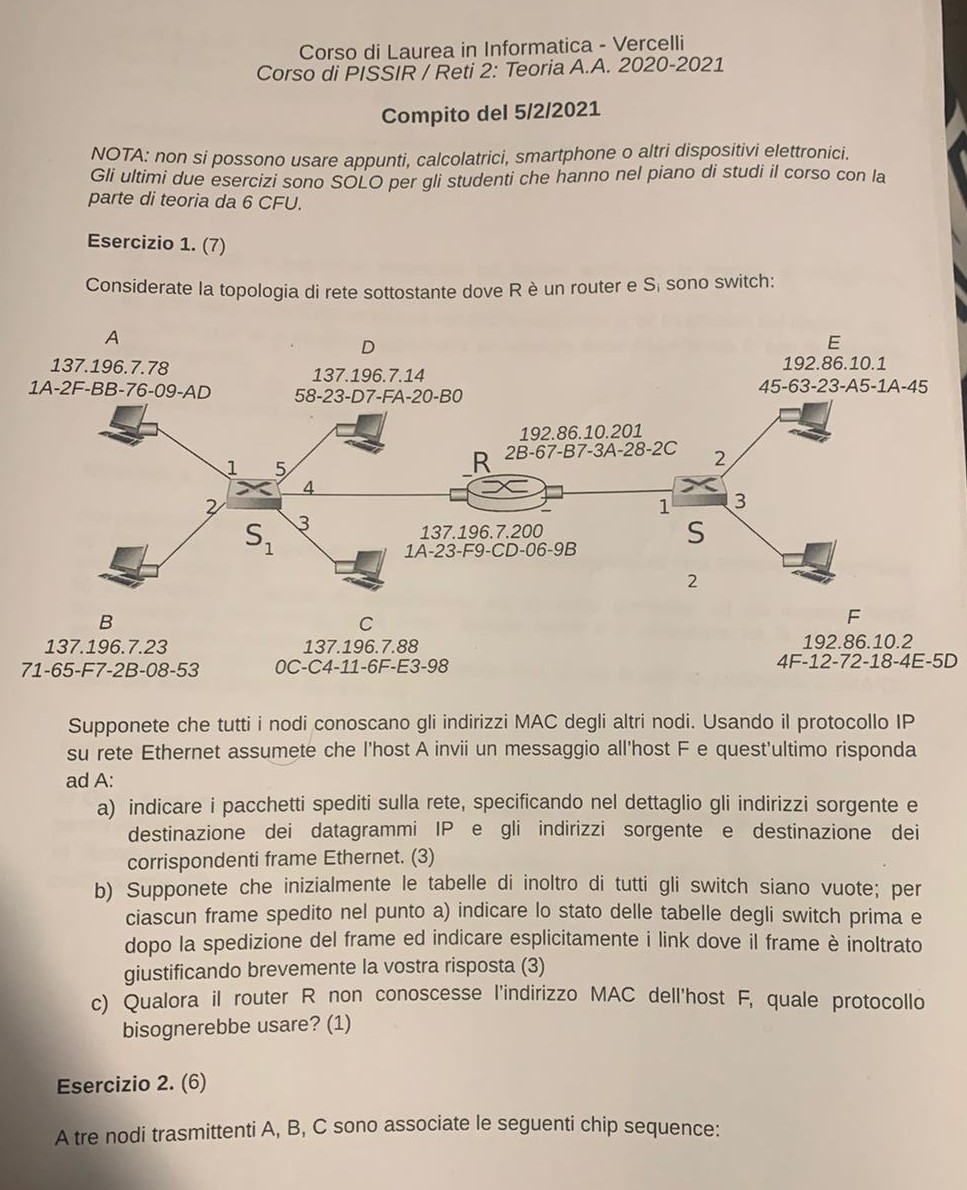 Corso di Laurea in Informatica - Vercelli
Corso di PISSIR / Reti 2: Teoria A.A. 2020-2021
Compito del 5/2/2021
NOTA: non si possono usare appunti, calcolatrici, smartphone o altri dispositivi elettronici.
Gli ultimi due esercizi sono SOLO per gli studenti che hanno nel piano di studi il corso con la
parte di teoria da 6 CFU.
Esercizio 1. (7)
Considerate la topologia di rete sottostante dove R è un router e Si sono switch:
A
137.196.7.78
1A-2F-BB-76-09-AD
D
137.196.7.14
58-23-D7-FA-20-B0
E
192.86.10.1
45-63-23-A5-1A-45
192.86.10.201
2B-67-B7-3A-28-2C
R
1
5
4
2
3
S1
2
1
3
S
2
137.196.7.200
1A-23-F9-CD-06-9B
B
137.196.7.23
71-65-F7-2B-08-53
C
137.196.7.88
0C-C4-11-6F-E3-98
F
192.86.10.2
4F-12-72-18-4E-5D
Supponete che tutti i nodi conoscano gli indirizzi MAC degli altri nodi. Usando il protocollo IP
su rete Ethernet assumete che l'host A invii un messaggio all'host F e quest'ultimo risponda
ad A:
a) indicare i pacchetti spediti sulla rete, specificando nel dettaglio gli indirizzi sorgente e
destinazione dei datagrammi IP e gli indirizzi sorgente e destinazione dei
corrispondenti frame Ethernet. (3)
b) Supponete che inizialmente le tabelle di inoltro di tutti gli switch siano vuote; per
ciascun frame spedito nel punto a) indicare lo stato delle tabelle degli switch prima e
dopo la spedizione del frame ed indicare esplicitamente i link dove il frame è inoltrato
giustificando brevemente la vostra risposta (3)
c) Qualora il router R non conoscesse l'indirizzo MAC dell'host F, quale protocollo
bisognerebbe usare? (1)
Esercizio 2. (6)
A tre nodi trasmittenti A, B, C sono associate le seguenti chip sequence: